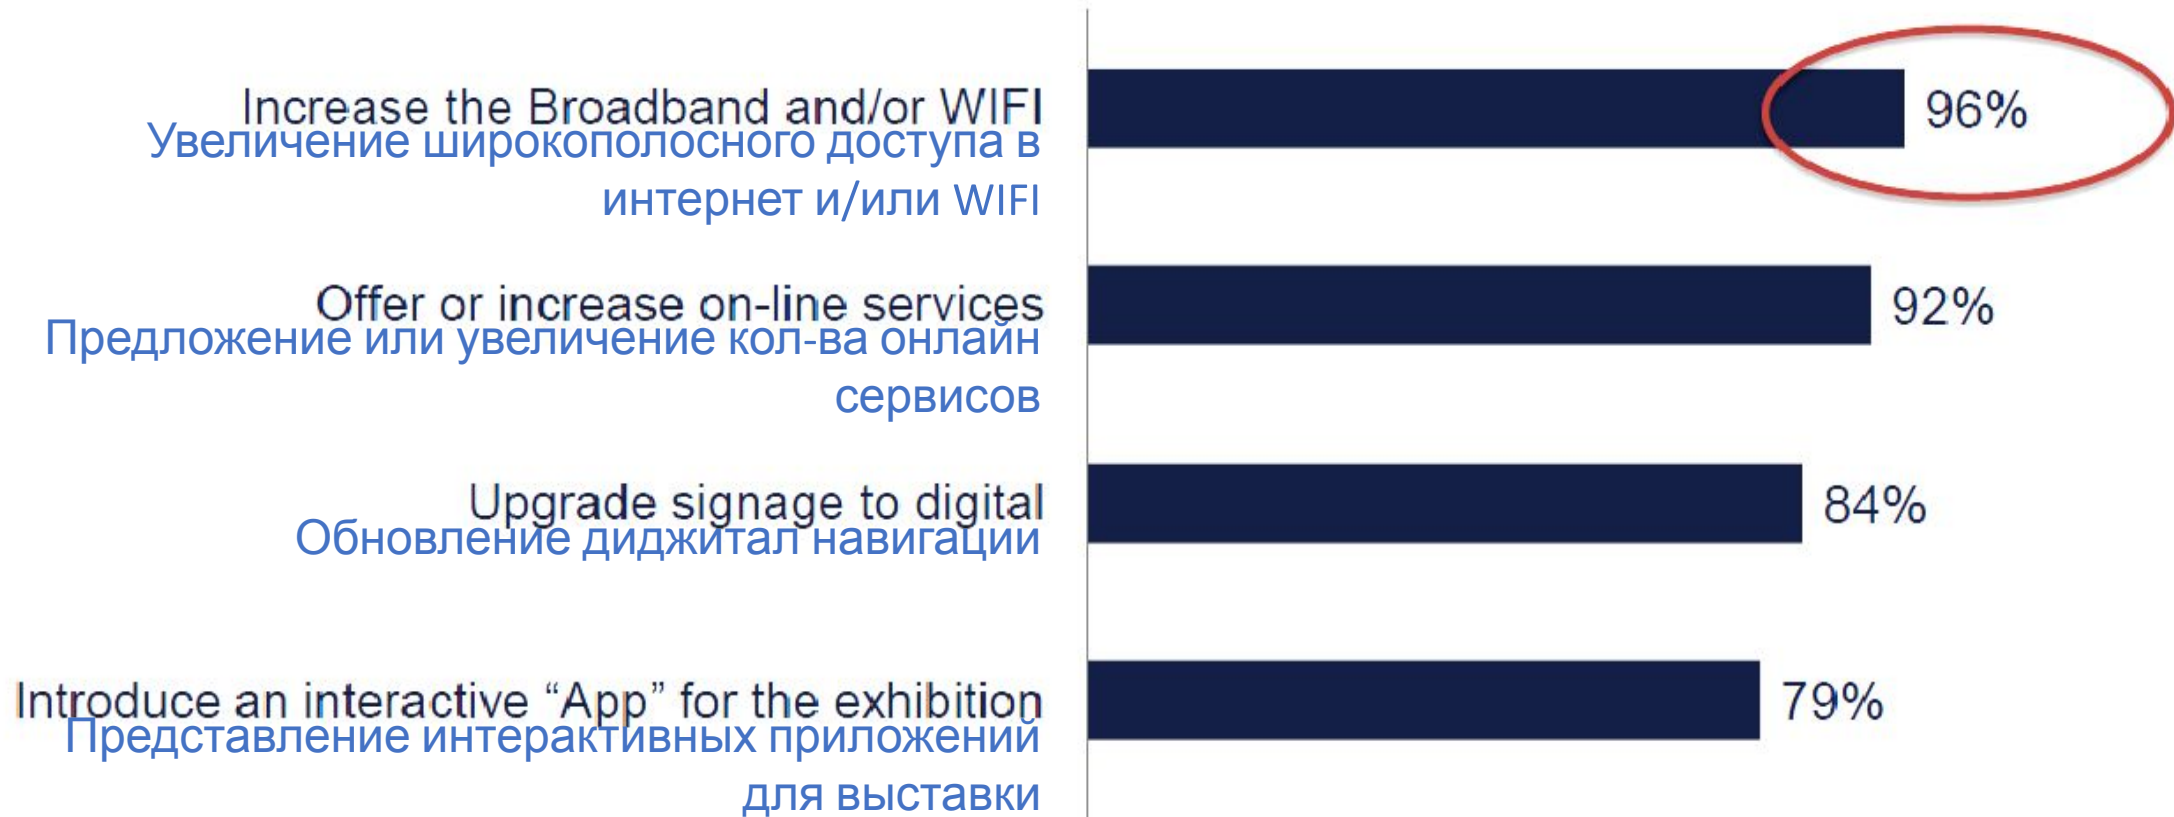 Increase the Broadband and/or WIFI
96%
Увеличение широкополосного доступа в
интернет и/или WIFI
Offer or increase on-line services
92%
Предложение или увеличение кол-ва онлайн
сервисов
Upgrade signage to digital
84%
Обновление диджитал навигации
Introduce an interactive “App” for the exhibition
79%
Представление интерактивных приложений
для выставки